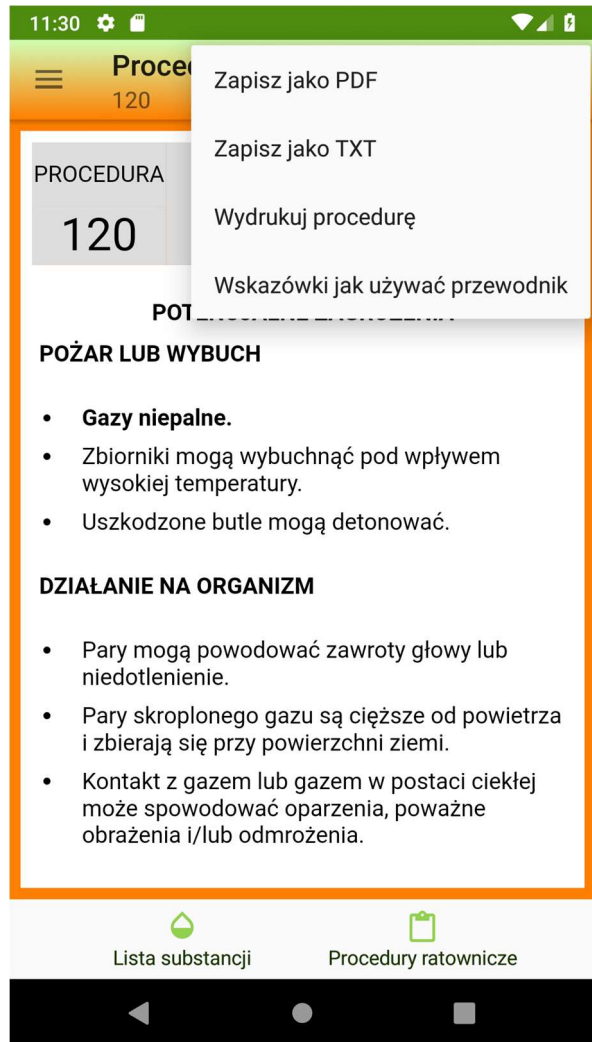 11:30
Proced
120
Zapisz jako PDF
Zapisz jako TXT
Wydrukuj procedurę
Wskazówki jak używać przewodnik
PROCEDURA
120
POŻAR LUB WYBUCH
• Gazy niepalne.
• Zbiorniki mogą wybuchnąć pod wpływem
wysokiej temperatury.
• Uszkodzone butle mogą detonować.
DZIAŁANIE NA ORGANIZM
• Pary mogą powodować zawroty głowy lub
niedotlenienie.
• Pary skroplonego gazu są cięższe od powietrza
i zbierają się przy powierzchni ziemi.
• Kontakt z gazem lub gazem w postaci ciekłej
może spowodować oparzenia, poważne
obrażenia i/lub odmrożenia.
Lista substancji
Procedury ratownicze